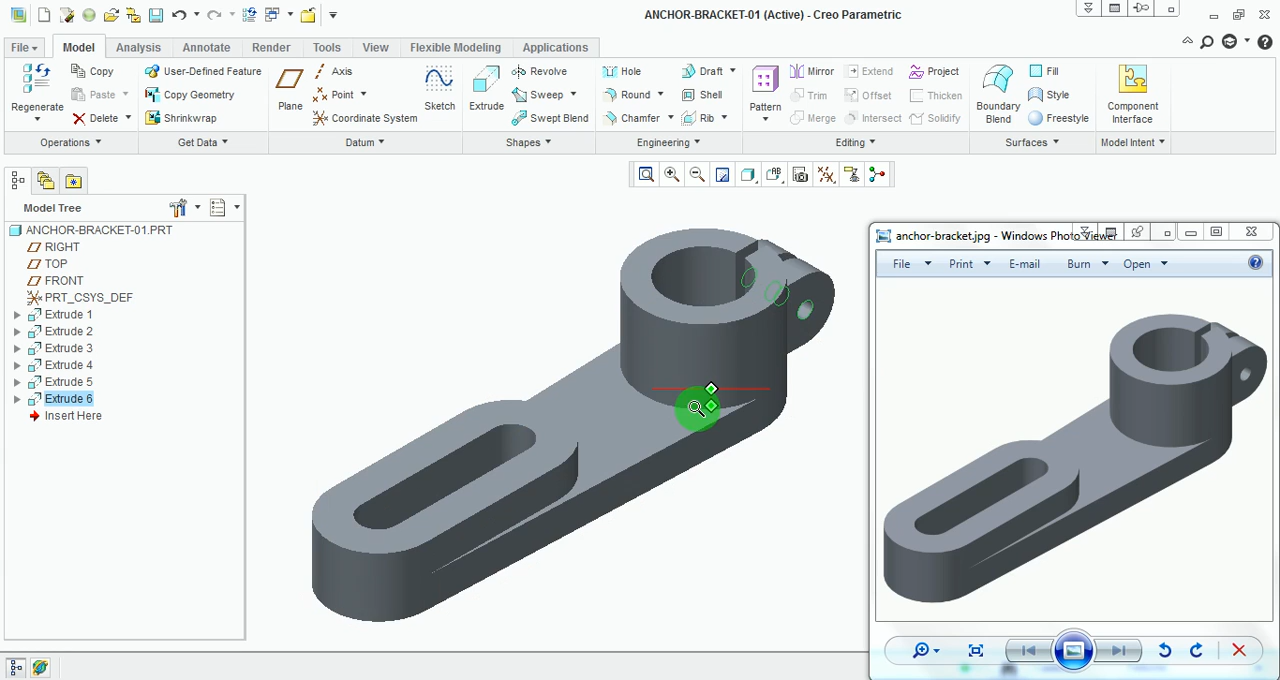 ANCHOR-BRACKET-01 (Active) - Creo Parametric
File Model Analysis Annotate Render Tools View Flexible Modeling Applications
Regenerate
Copy
Paste
Delete
Operations
User-Defined Feature
Copy Geometry
Shrinkwrap
Get Data
Plane
Axis
Point
Coordinate System
Sketch
Datum
Extrude
Revolve
Sweep
Swept Blend
Shapes
Hole
Round
Chamfer
Draft
Shell
Rib
Engineering
Pattern
Mirror
Trim
Merge
Extend
Offset
Intersect
Project
Thicken
Solidify
Editing
Boundary
Blend
Fill
Style
Freestyle
Surfaces
Component
Interface
Model Intent
Model Tree
ANCHOR-BRACKET-01.PRT
RIGHT
TOP
FRONT
PRT_CSYS_DEF
Extrude 1
Extrude 2
Extrude 3
Extrude 4
Extrude 5
Extrude 6
Insert Here
anchor-bracket.jpg - Windows Photo Viewer
File Print E-mail Burn Open